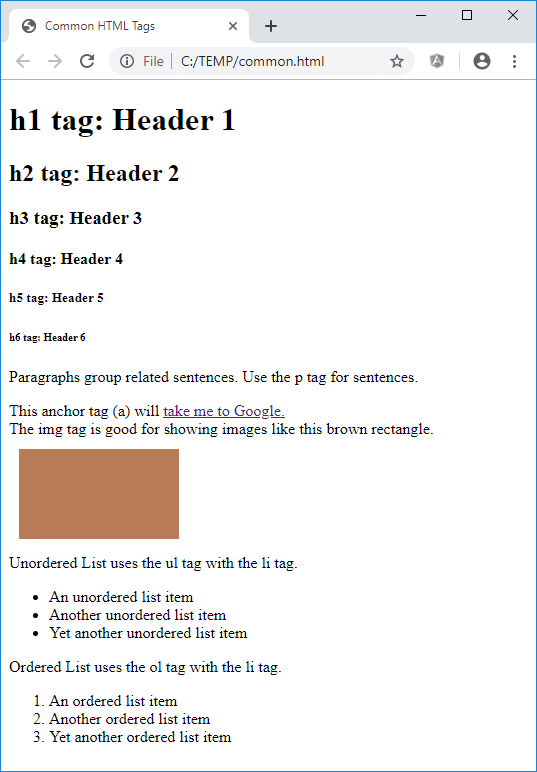 Common HTML Tags
File | C:/TEMP/common.html
h1 tag: Header 1
h2 tag: Header 2
h3 tag: Header 3
h4 tag: Header 4
h5 tag: Header 5
h6 tag: Header 6
Paragraphs group related sentences. Use the p tag for sentences.
This anchor tag (a) will take me to Google.
The img tag is good for showing images like this brown rectangle.
Unordered List uses the ul tag with the li tag.
• An unordered list item
• Another unordered list item
• Yet another unordered list item
Ordered List uses the ol tag with the li tag.
1. An ordered list item
2. Another ordered list item
3. Yet another ordered list item